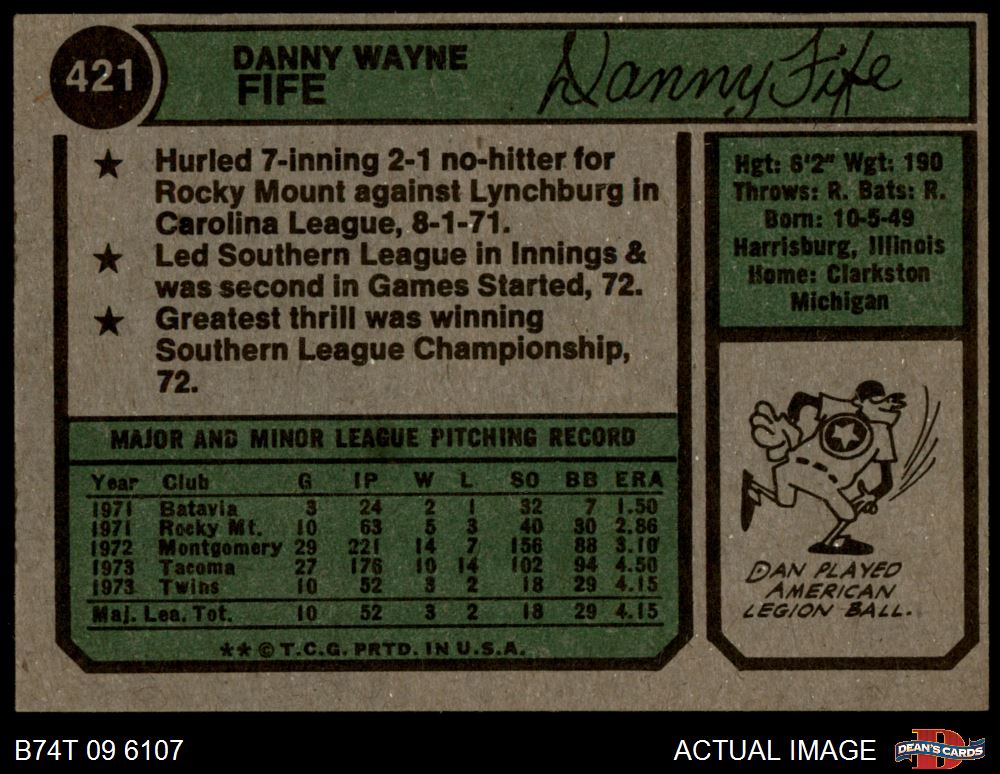 421
DANNY WAYNE
FIFE
Danny Fife
★ Hurled 7-inning 2-1 no-hitter for
Rocky Mount against Lynchburg in
Carolina League, 8-1-71.
★ Led Southern League in Innings &
was second in Games Started, 72.
★ Greatest thrill was winning
Southern League Championship,
72.
Hgt: 6'2" Wgt: 190
Throws: R. Bats: R.
Born: 10-5-49
Harrisburg, Illinois
Home: Clarkston
Michigan
MAJOR AND MINOR LEAGUE PITCHING RECORD
Year Club G IP W L SO BB ERA
1971 Batavia 3 24 2 1 32 7 1.50
1971 Rocky Mt. 10 63 5 3 40 30 2.86
1972 Montgomery 29 221 14 7 156 88 3.10
1973 Tacoma 27 176 10 14 102 94 4.50
1973 Twins 10 52 3 2 18 29 4.15
Maj. Lea. Tot. 10 52 3 2 18 29 4.15
** © T.C.G. PRTD. IN U.S.A.
DAN PLAYED
AMERICAN
LEGION BALL.
B74T 09 6107
ACTUAL IMAGE
D
DEAN'S CARDS